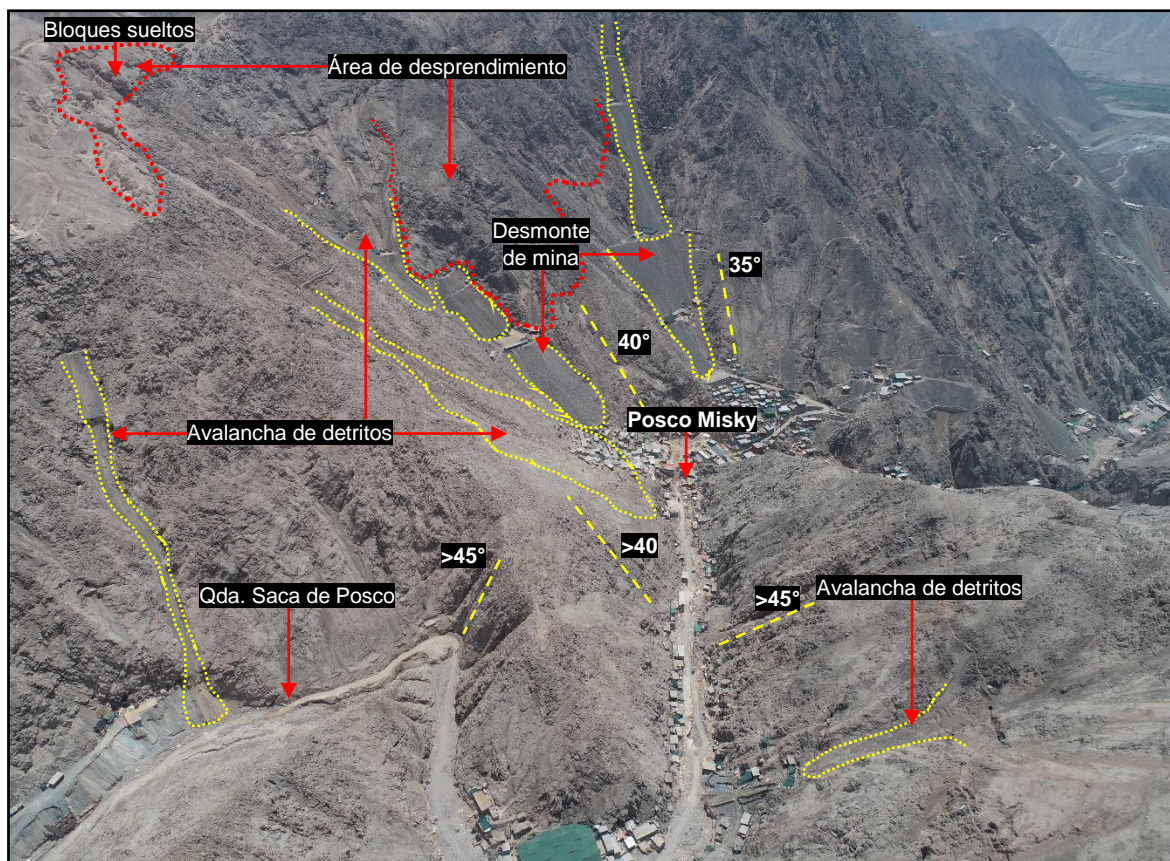 Bloques sueltos
Área de desprendimiento
Desmonte
de mina
35°
40°
Posco Misky
Avalancha de detritos
>45°
>40
Qda. Saca de Posco
>45°
Avalancha de detritos